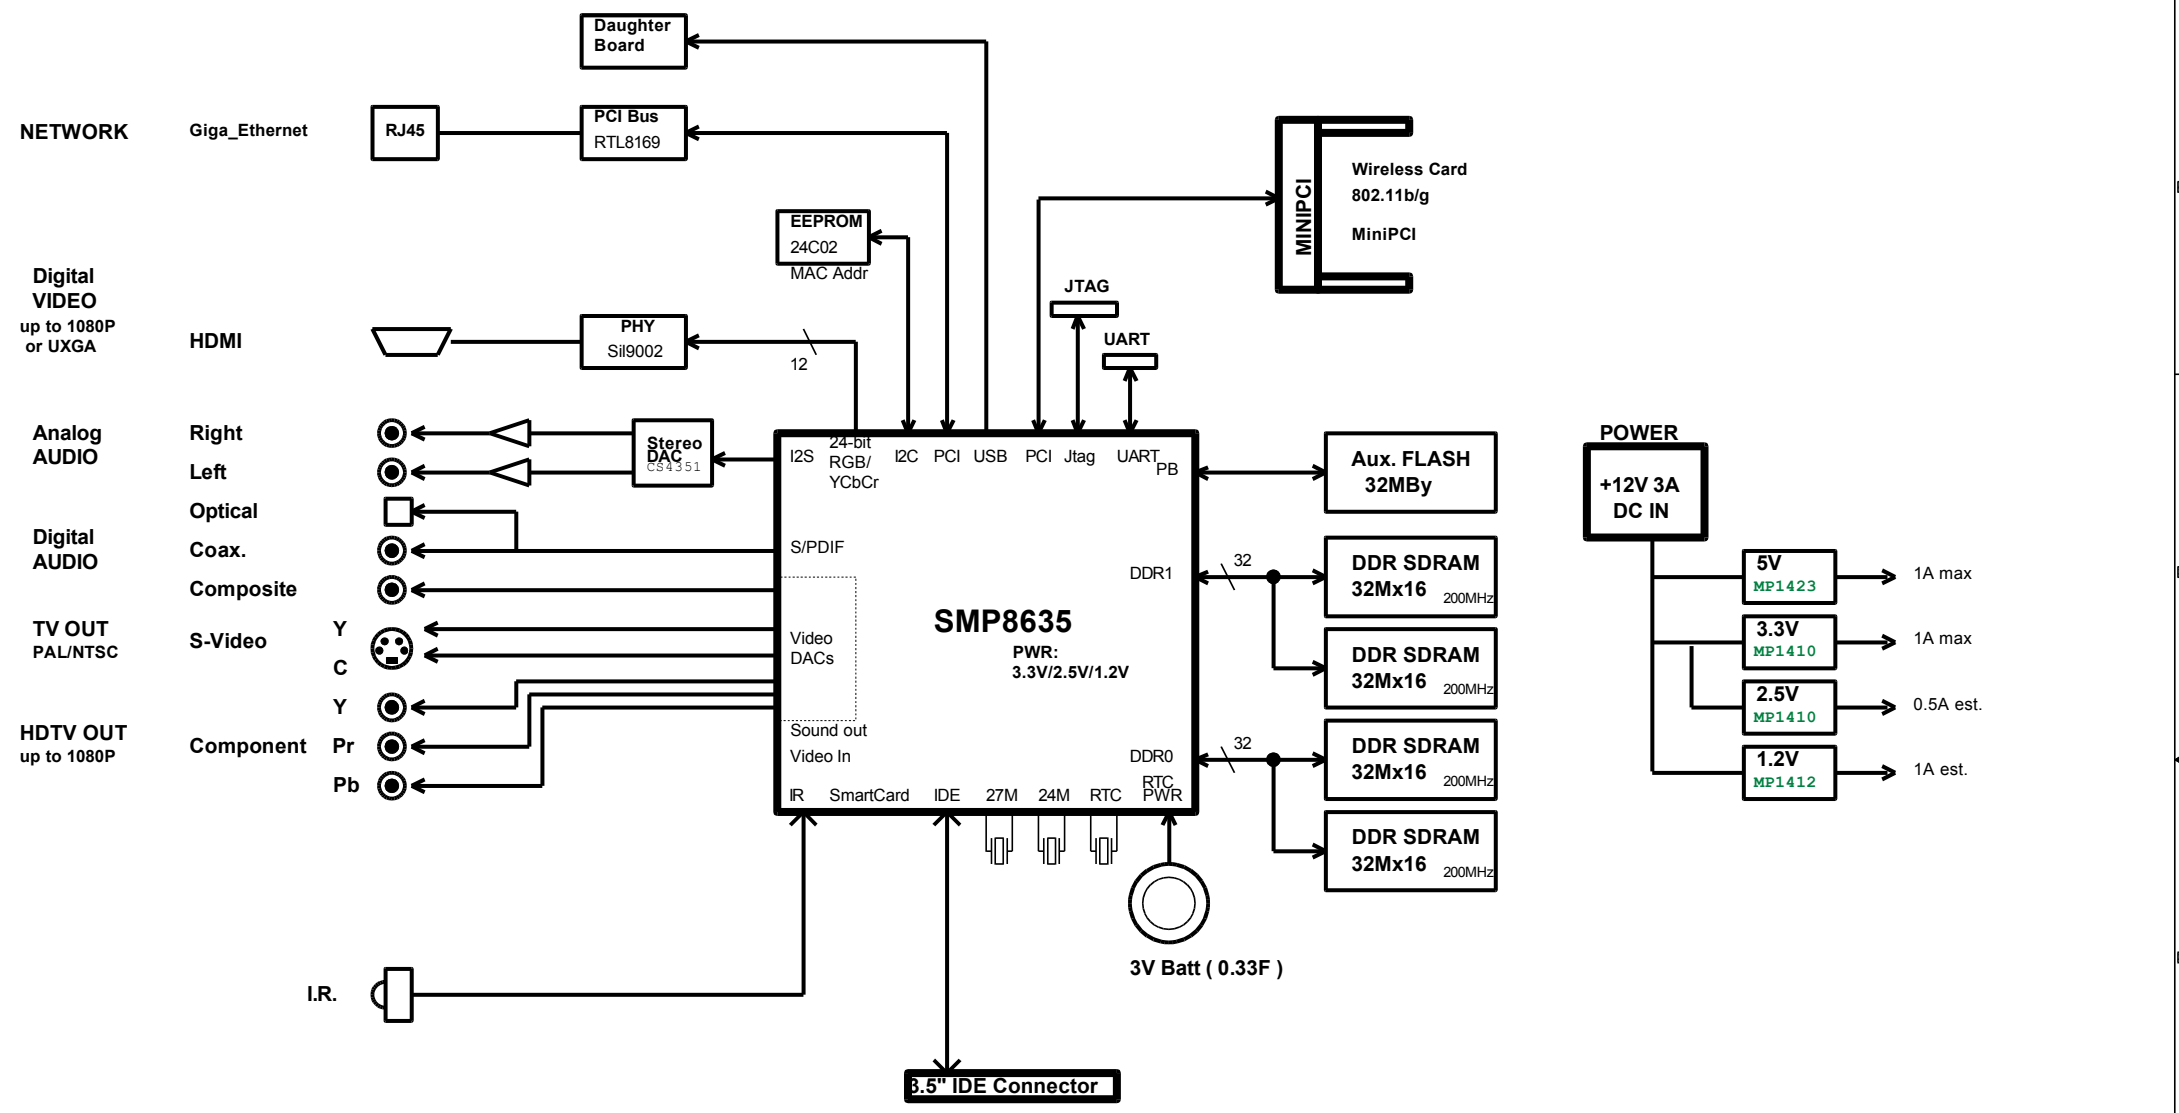 Daughter
Board
NETWORK
Giga_Ethernet
RJ45
PCI Bus
RTL8169
MINIPCI
Wireless Card
802.11b/g
MiniPCI
EEPROM
24C02
MAC Addr
JTAG
UART
Digital
VIDEO
up to 1080P
or UXGA
HDMI
PHY
Sil9002
12
Analog
AUDIO
Right
Left
Stereo
DAC
CS4351
Optical
Digital
AUDIO
Coax.
Composite
TV OUT
PAL/NTSC
S-Video
Y
C
HDTV OUT
up to 1080P
Component
Y
Pr
Pb
I2S
24-bit
RGB/
YCbCr
I2C
PCI
USB
PCI
Jtag
UART
PB
S/PDIF
DDR1
SMP8635
PWR:
3.3V/2.5V/1.2V
Video
DACs
Sound out
Video In
DDR0
RTC
PWR
IR
SmartCard
IDE
27M
24M
RTC
Aux. FLASH
32MBy
32
DDR SDRAM
32Mx16
200MHz
DDR SDRAM
32Mx16
200MHz
32
DDR SDRAM
32Mx16
200MHz
DDR SDRAM
32Mx16
200MHz
POWER
+12V 3A
DC IN
5V
MP1423
1A max
3.3V
MP1410
1A max
2.5V
MP1410
0.5A est.
1.2V
MP1412
1A est.
3V Batt ( 0.33F )
I.R.
3.5" IDE Connector